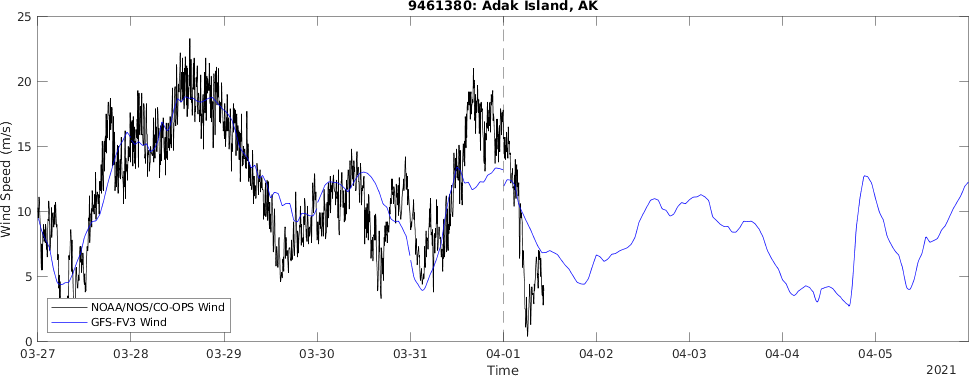 9461380: Adak Island, AK
25
20
15
10
5
0
Wind Speed (m/s)
NOAA/NOS/CO-OPS Wind
GFS-FV3 Wind
03-27 03-28 03-29 03-30 03-31 04-01 04-02 04-03 04-04 04-05
Time
2021